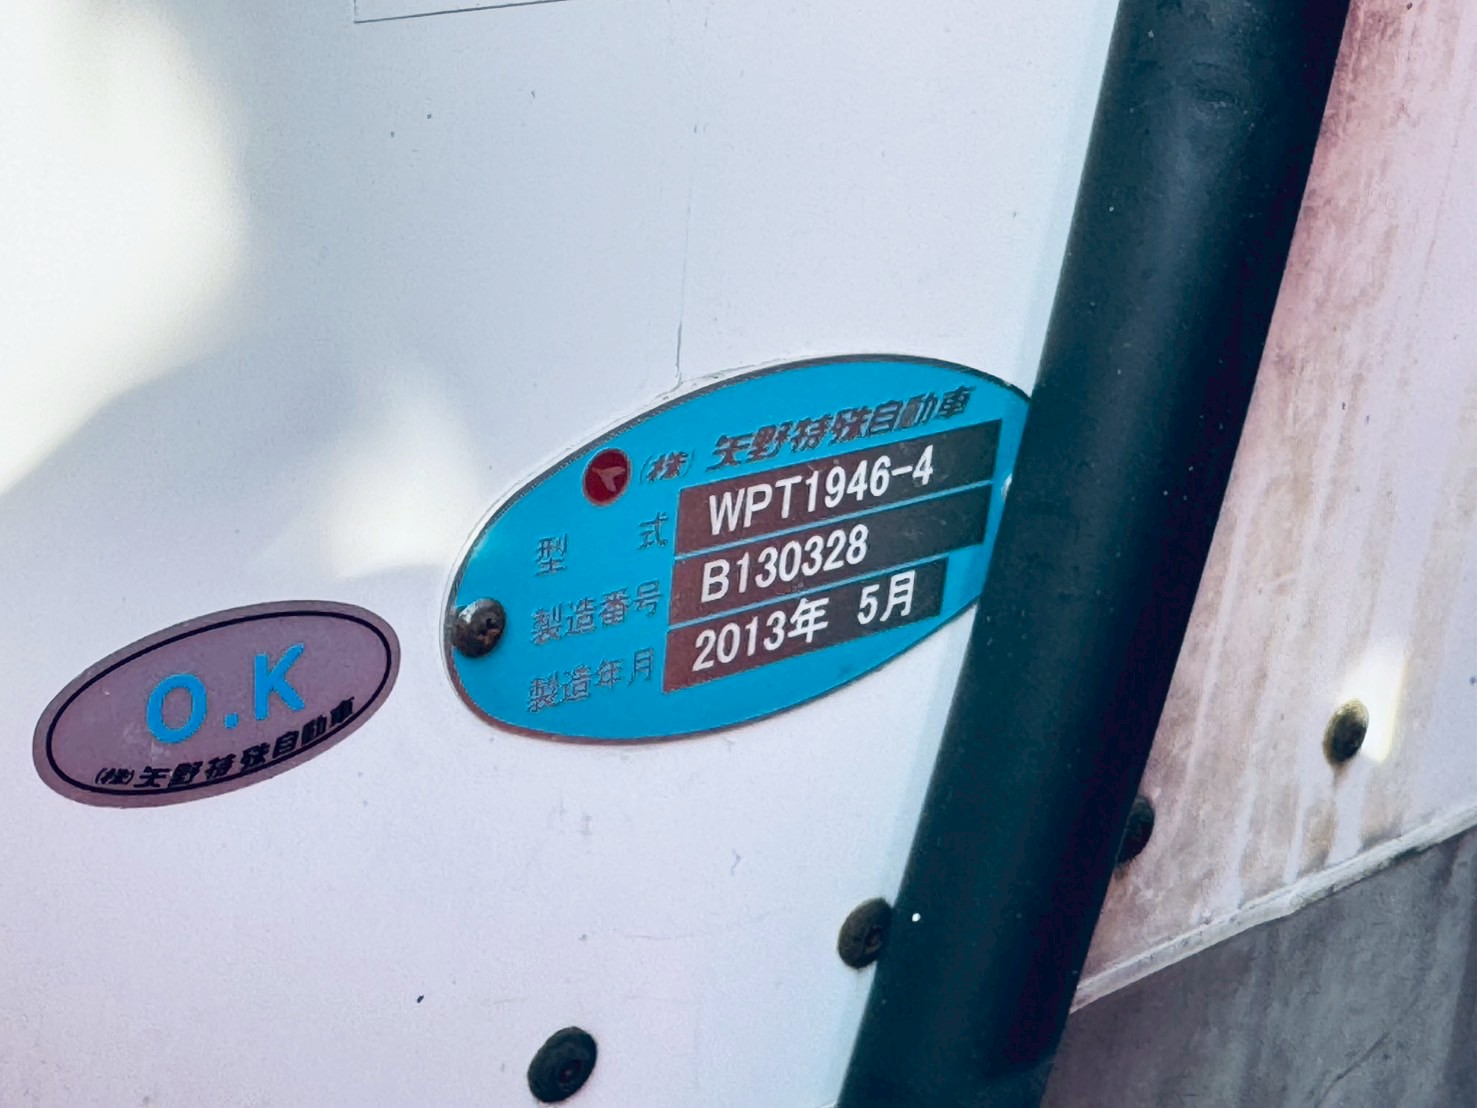 (株) 矢野特殊自動車
型式 WPT1946-4
製造番号 B130328
製造年月 2013年 5月
O.K
(株)矢野特殊自動車